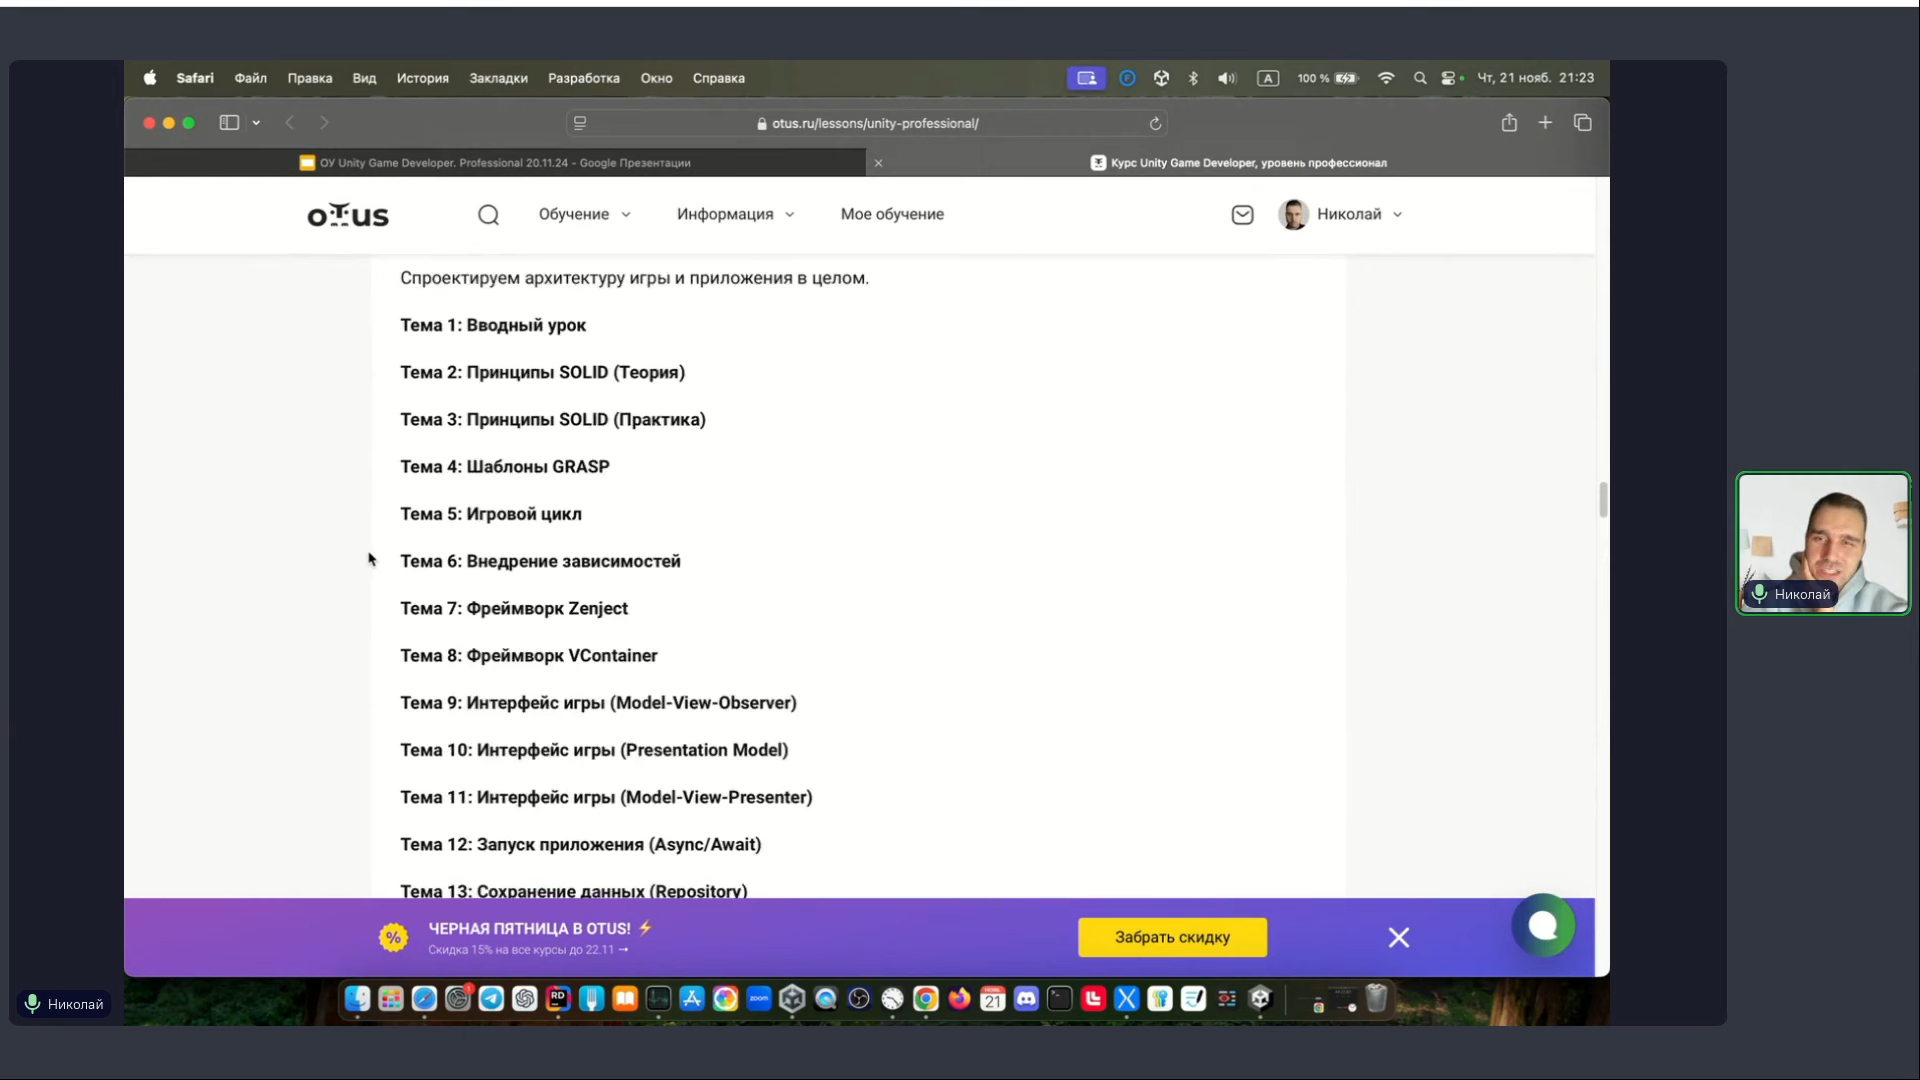 Safari Файл Правка Вид История Закладки Разработка Окно Справка
A 100 % Чт, 21 нояб. 21:23
otus.ru/lessons/unity-professional/
ОУ Unity Game Developer. Professional 20.11.24 - Google Презентации
Курс Unity Game Developer, уровень профессионал
OTUS Обучение Информация Мое обучение Николай
Спроектируем архитектуру игры и приложения в целом.
Тема 1: Вводный урок
Тема 2: Принципы SOLID (Теория)
Тема 3: Принципы SOLID (Практика)
Тема 4: Шаблоны GRASP
Тема 5: Игровой цикл
Тема 6: Внедрение зависимостей
Тема 7: Фреймворк Zenject
Тема 8: Фреймворк VContainer
Тема 9: Интерфейс игры (Model-View-Observer)
Тема 10: Интерфейс игры (Presentation Model)
Тема 11: Интерфейс игры (Model-View-Presenter)
Тема 12: Запуск приложения (Async/Await)
Тема 13: Сохранение данных (Repository)
% ЧЕРНАЯ ПЯТНИЦА В OTUS! ⚡
Скидка 15% на все курсы до 22.11 →
Забрать скидку
Николай
Николай
RD
zoom
21